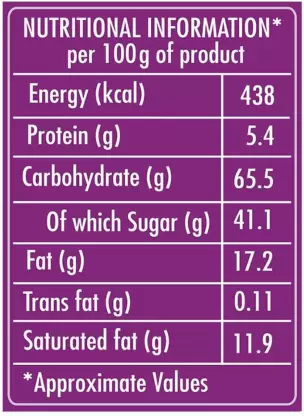 NUTRITIONAL INFORMATION*
per 100g of product
Energy (kcal) 438
Protein (g) 5.4
Carbohydrate (g) 65.5
Of which Sugar (g) 41.1
Fat (g) 17.2
Trans fat (g) 0.11
Saturated fat (g) 11.9
*Approximate Values